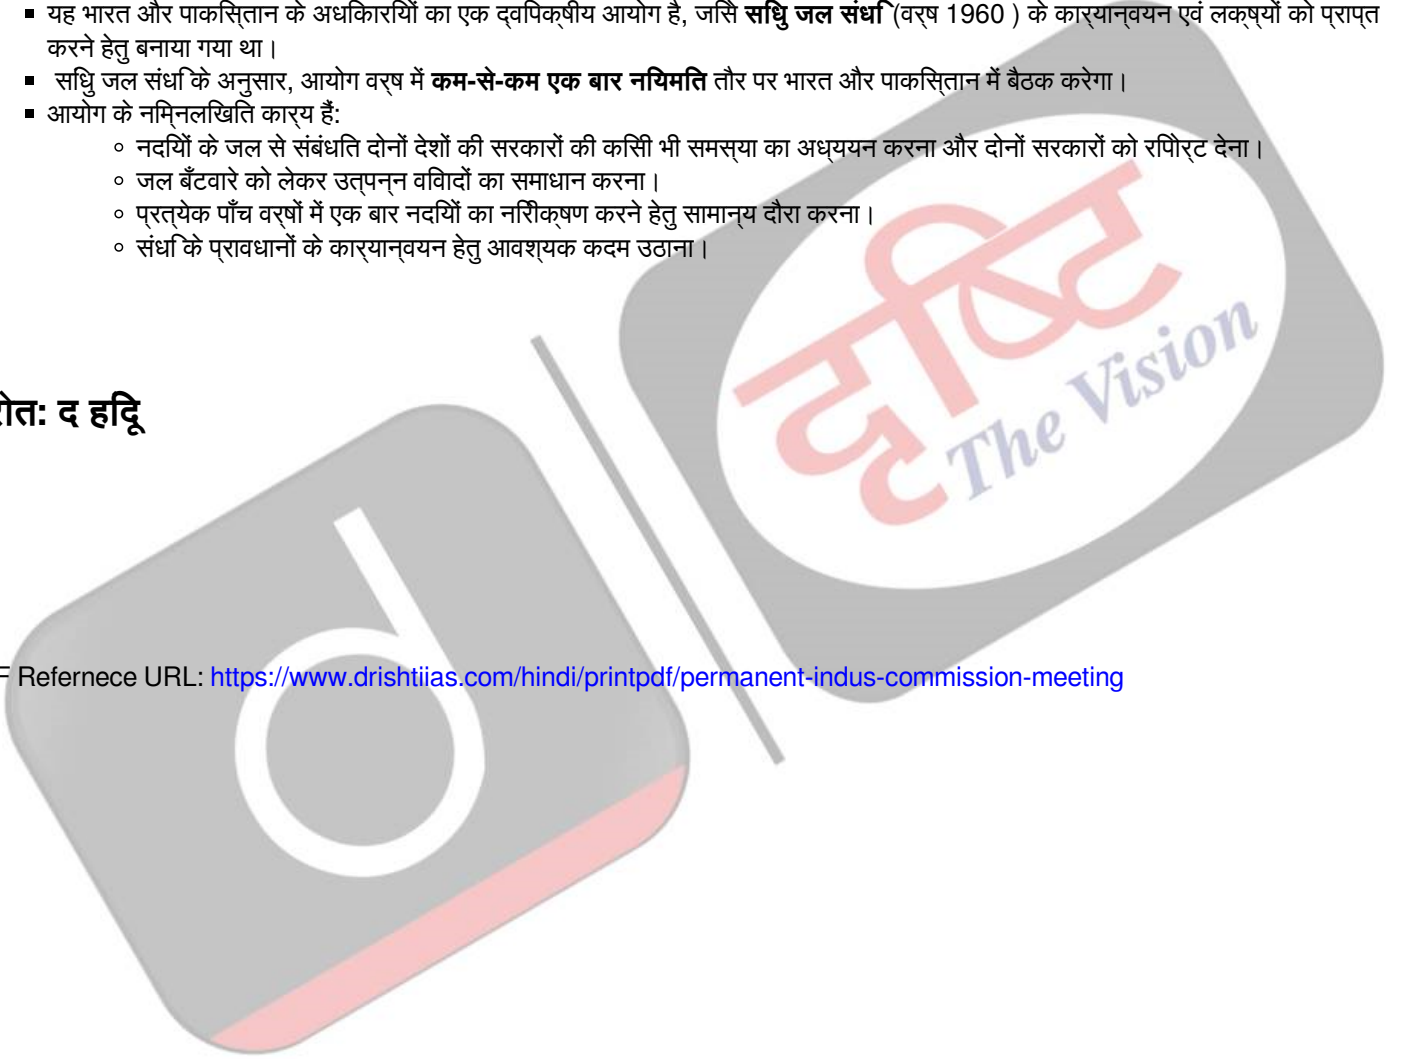 ▪ यह भारत और पाकिस्तान के अधिकारियों का एक द्विपक्षीय आयोग है, जिसे सिंधु जल संधि (वर्ष 1960 ) के कार्यान्वयन एवं लक्ष्यों को प्राप्त
करने हेतु बनाया गया था।
▪ सिंधु जल संधि के अनुसार, आयोग वर्ष में कम-से-कम एक बार नियमित तौर पर भारत और पाकिस्तान में बैठक करेगा।
▪ आयोग के निम्नलिखित कार्य हैं:
◦ नदियों के जल से संबंधित दोनों देशों की सरकारों की किसी भी समस्या का अध्ययन करना और दोनों सरकारों को रिपोर्ट देना।
◦ जल बँटवारे को लेकर उत्पन्न विवादों का समाधान करना।
◦ प्रत्येक पाँच वर्षों में एक बार नदियों का निरीक्षण करने हेतु सामान्य दौरा करना।
◦ संधि के प्रावधानों के कार्यान्वयन हेतु आवश्यक कदम उठाना।
दृष्टि
The Vision
रोत: द हिंदू
d
F Refernece URL: https://www.drishtiias.com/hindi/printpdf/permanent-indus-commission-meeting